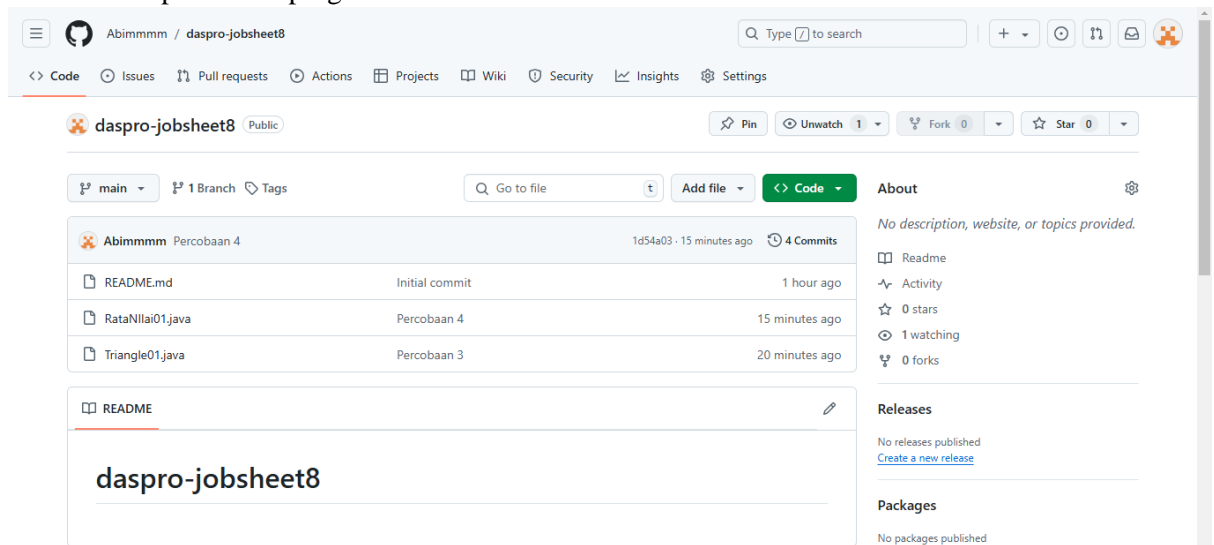 Abimmmm / daspro-jobsheet8
Type / to search
Code Issues Pull requests Actions Projects Wiki Security Insights Settings
daspro-jobsheet8 Public
Pin Unwatch 1 Fork 0 Star 0
main 1 Branch Tags
Go to file t Add file Code
Abimmmm Percobaan 4 1d54a03 · 15 minutes ago 4 Commits
README.md Initial commit 1 hour ago
RataNIlai01.java Percobaan 4 15 minutes ago
Triangle01.java Percobaan 3 20 minutes ago
README
daspro-jobsheet8
About
No description, website, or topics provided.
Readme
Activity
0 stars
1 watching
0 forks
Releases
No releases published
Create a new release
Packages
No packages published